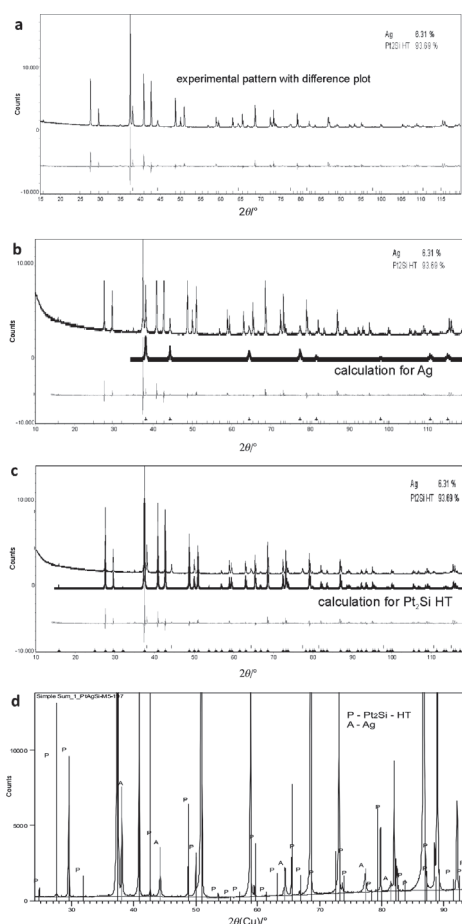 a
Ag 6.31 %
Pt2Si HT 93.69 %
experimental pattern with difference plot
10.000
Counts
0
-10.000
15 20 25 30 35 40 45 50 55 60 65 70 75 80 85 90 95 100 105 110 115
2θ/°
b
Ag 6.31 %
Pt2Si HT 93.69 %
10.000
Counts
0
calculation for Ag
-10.000
10 20 30 40 50 60 70 80 90 100 110
2θ/°
c
Ag 6.31 %
Pt2Si HT 93.69 %
10.000
Counts
0
calculation for Pt2Si HT
-10.000
10 20 30 40 50 60 70 80 90 100 110
2θ/°
d
P - Pt2Si - HT
A - Ag
10000
Counts
5000
0
P P P P A A P P P P P P P A P P A P P A P P P
30 40 50 60 70 80 90
2θ(Cu)/°